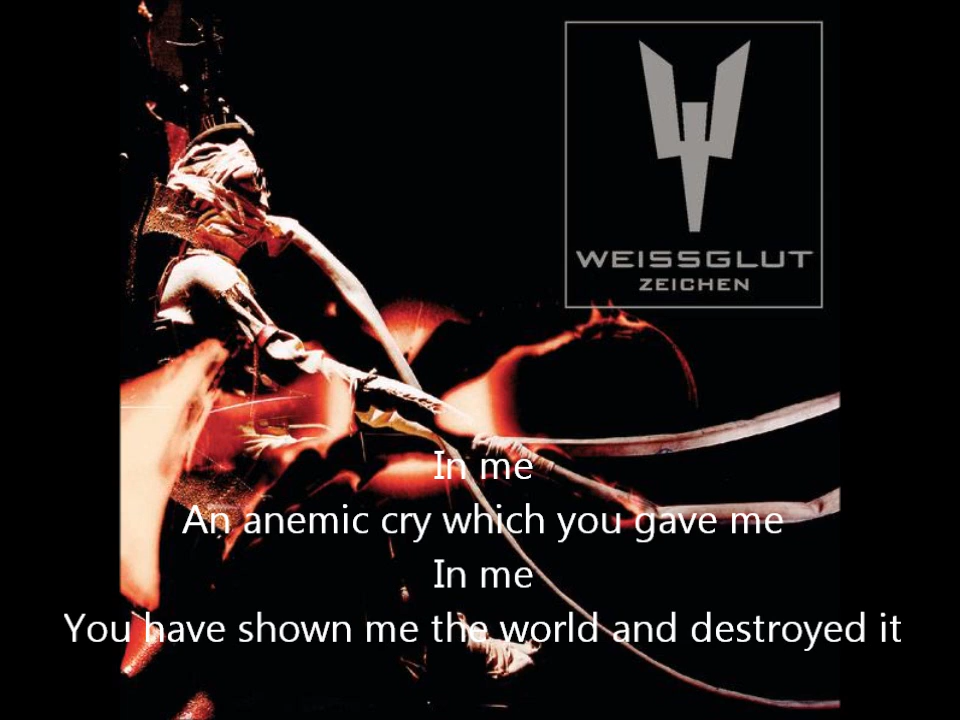 WEISSGLUT
ZEICHEN
In me
An anemic cry which you gave me
In me
You have shown me the world and destroyed it